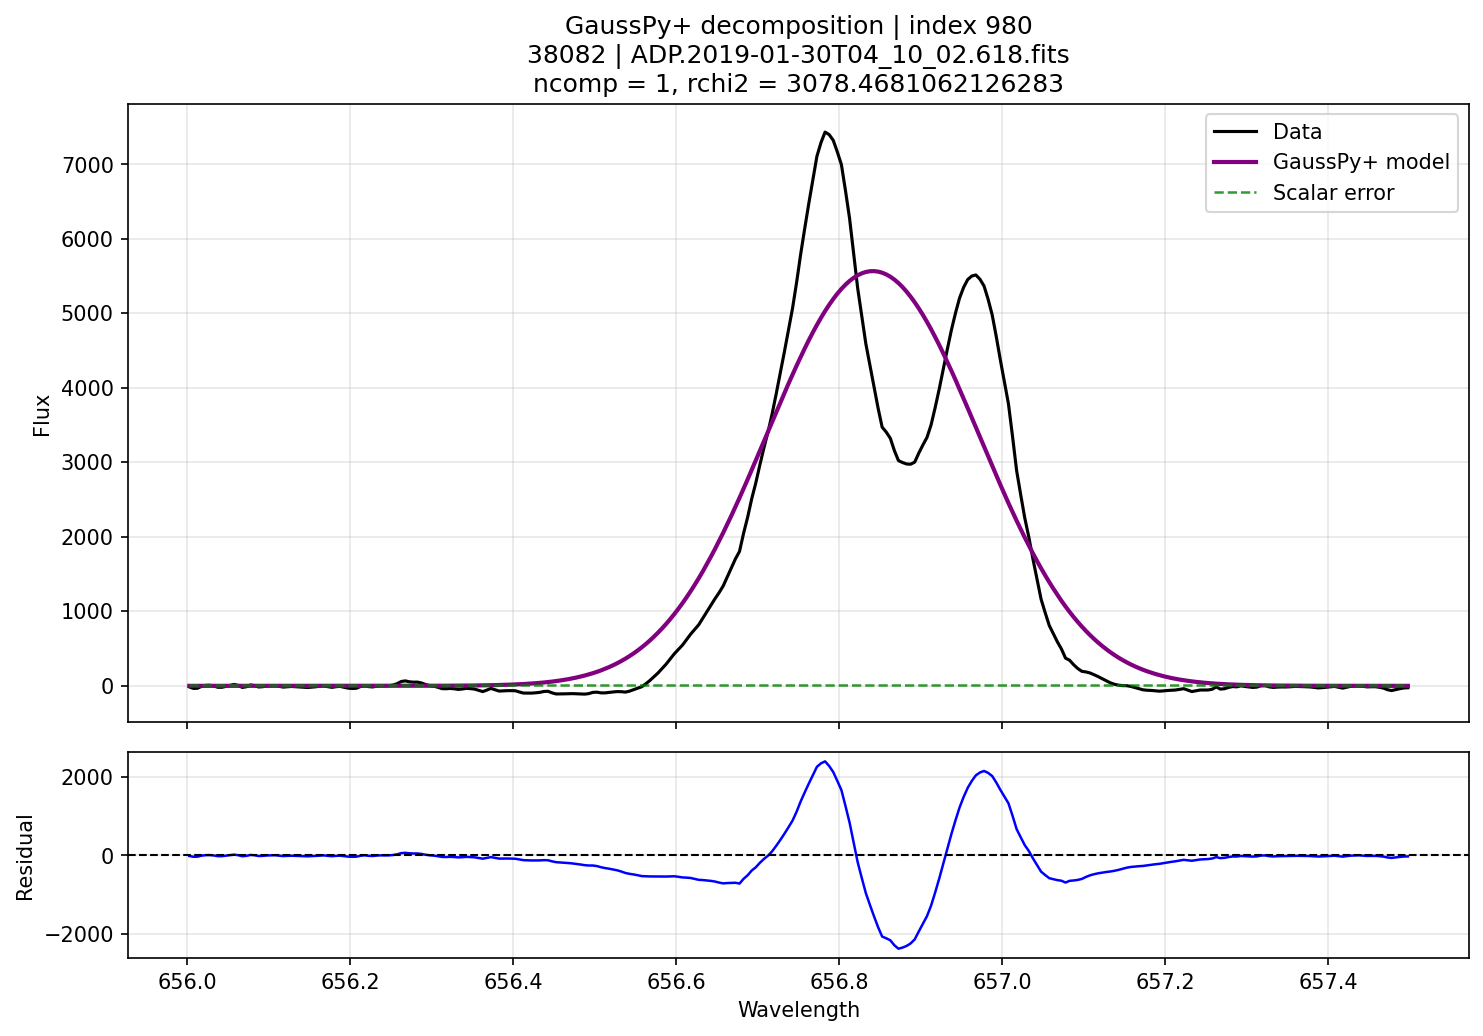 GaussPy+ decomposition | index 980
38082 | ADP.2019-01-30T04_10_02.618.fits
ncomp = 1, rchi2 = 3078.4681062126283
Data
GaussPy+ model
Scalar error
7000
6000
5000
4000
3000
2000
1000
0
Flux
2000
0
−2000
Residual
656.0 656.2 656.4 656.6 656.8 657.0 657.2 657.4
Wavelength